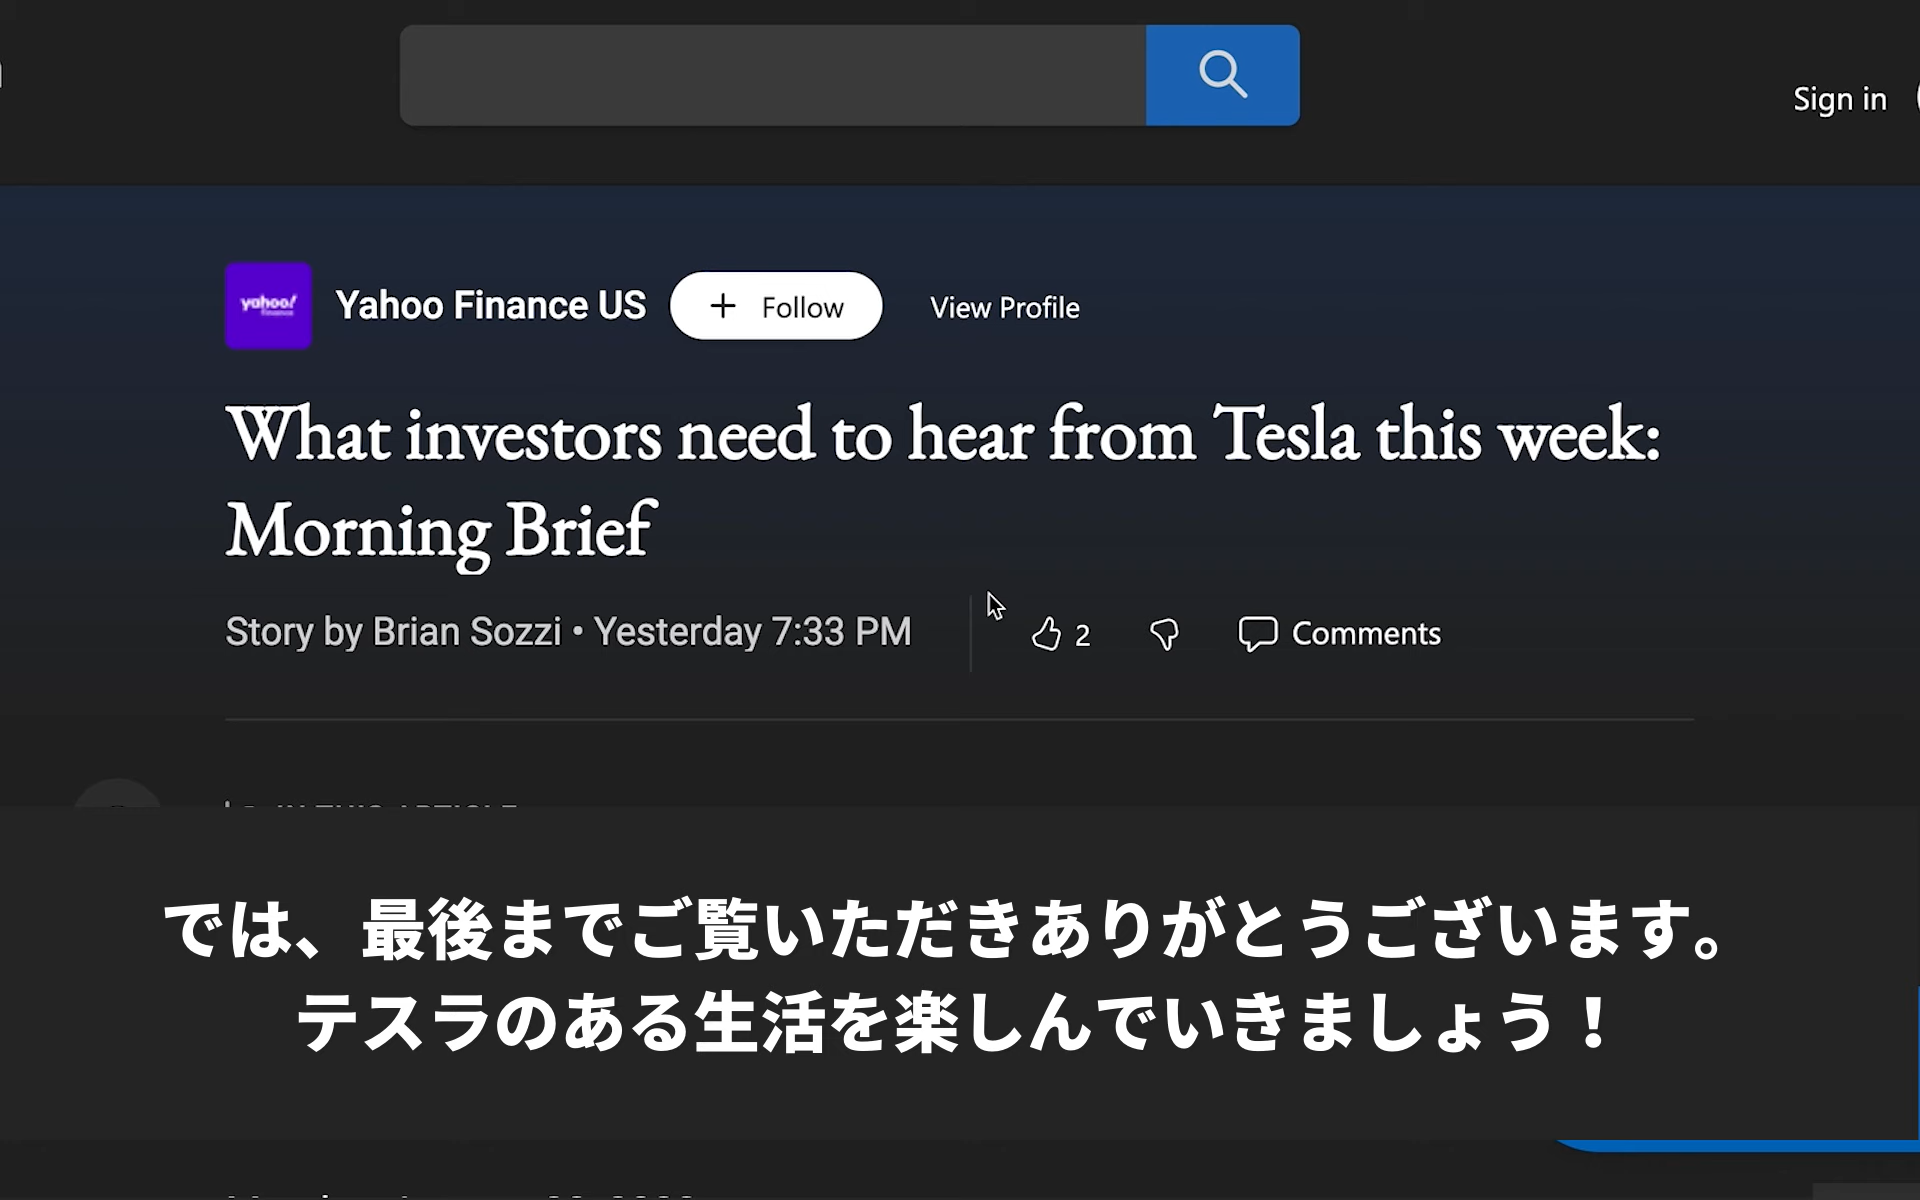 Sign in
yahoo!
finance
Yahoo Finance US
+ Follow
View Profile
What investors need to hear from Tesla this week:
Morning Brief
Story by Brian Sozzi • Yesterday 7:33 PM
2
Comments
では、最後までご覧いただきありがとうございます。
テスラのある生活を楽しんでいきましょう！